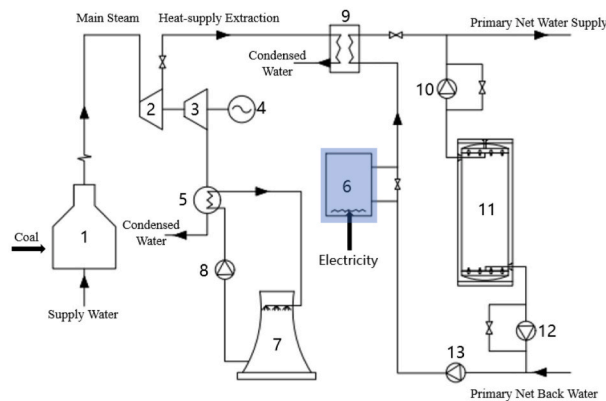 Main Steam
Heat-supply Extraction
9
Primary Net Water Supply
Condensed
Water
2
3
4
10
5
6
11
1
Coal
Condensed
Water
Electricity
8
Supply Water
7
12
13
Primary Net Back Water